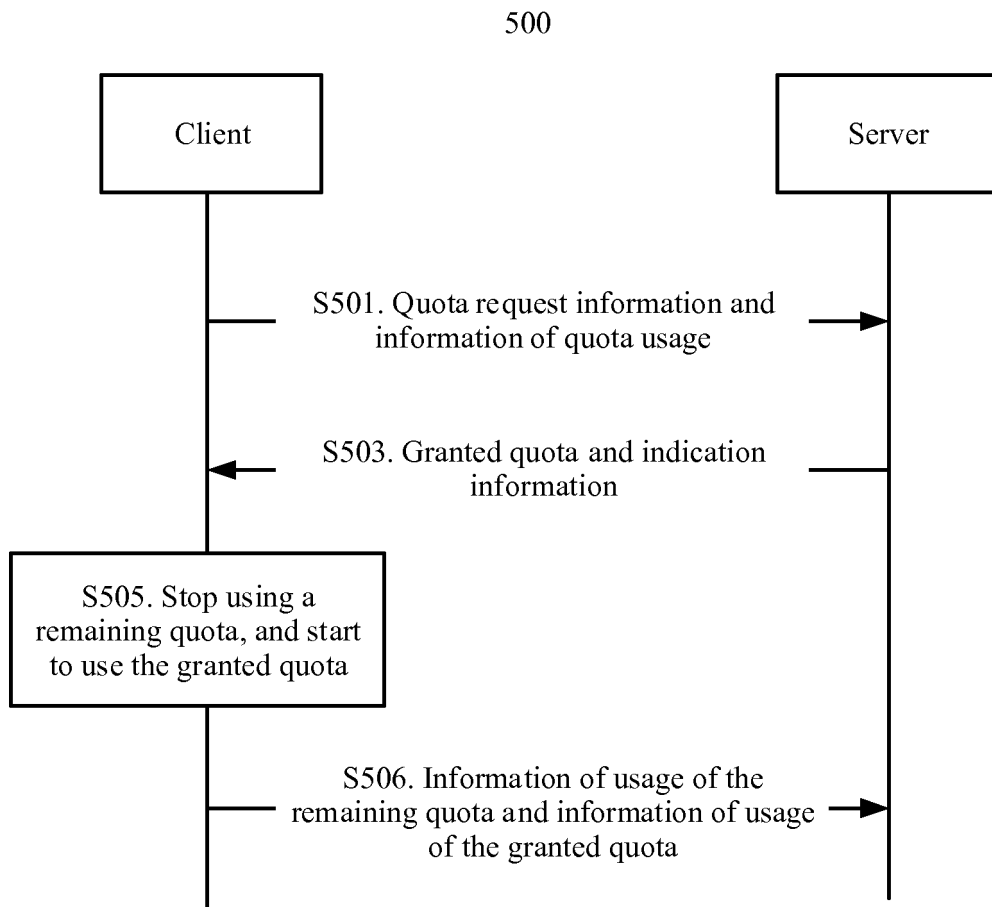 500
Client
Server
S501. Quota request information and
information of quota usage
S503. Granted quota and indication
information
S505. Stop using a
remaining quota, and start
to use the granted quota
S506. Information of usage of the
remaining quota and information of usage
of the granted quota